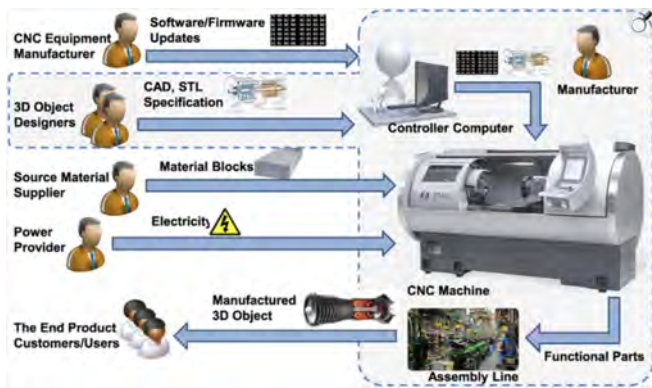 CNC Equipment
Manufacturer
Software/Firmware
Updates
Manufacturer
3D Object
Designers
CAD, STL
Specification
Controller Computer
Source Material
Supplier
Material Blocks
Power
Provider
Electricity
CNC Machine
The End Product
Customers/Users
Manufactured
3D Object
Assembly Line
Functional Parts